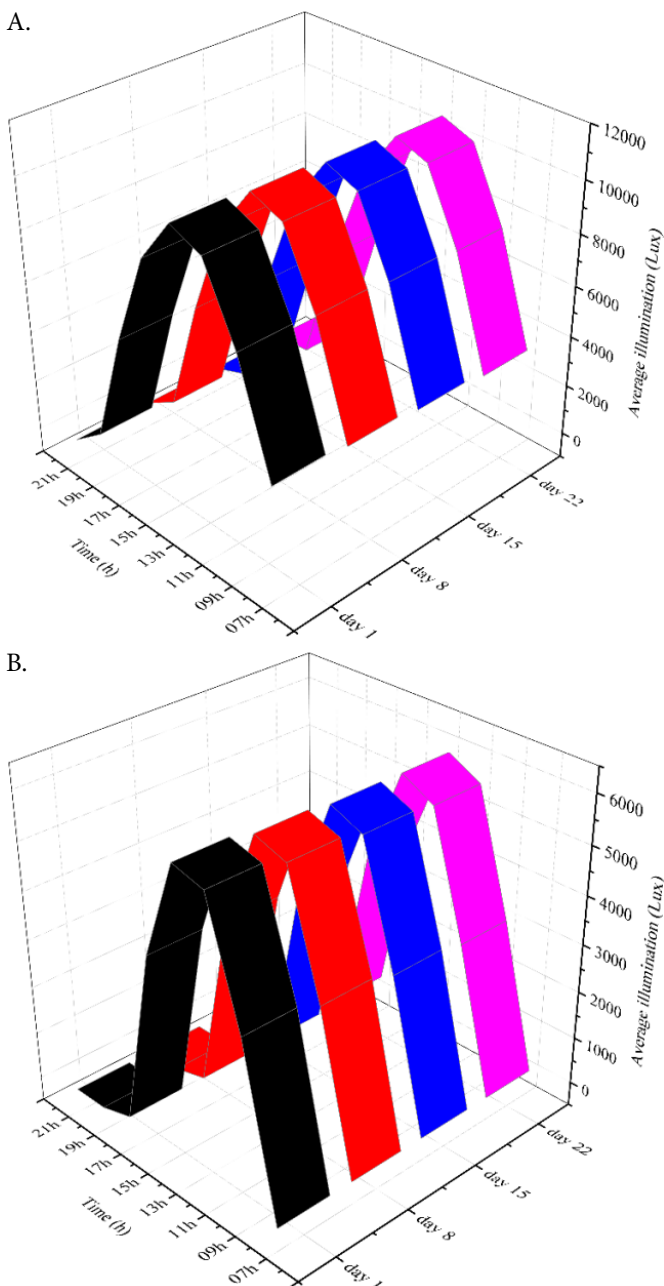 A.
12000
10000
8000
6000
4000
2000
0
Average illumination (Lux)
21h
19h
17h
15h
13h
11h
09h
07h
Time (h)
day 1
day 8
day 15
day 22
B.
6000
5000
4000
3000
2000
1000
0
Average illumination (Lux)
21h
19h
17h
15h
13h
11h
09h
07h
Time (h)
day 1
day 8
day 15
day 22